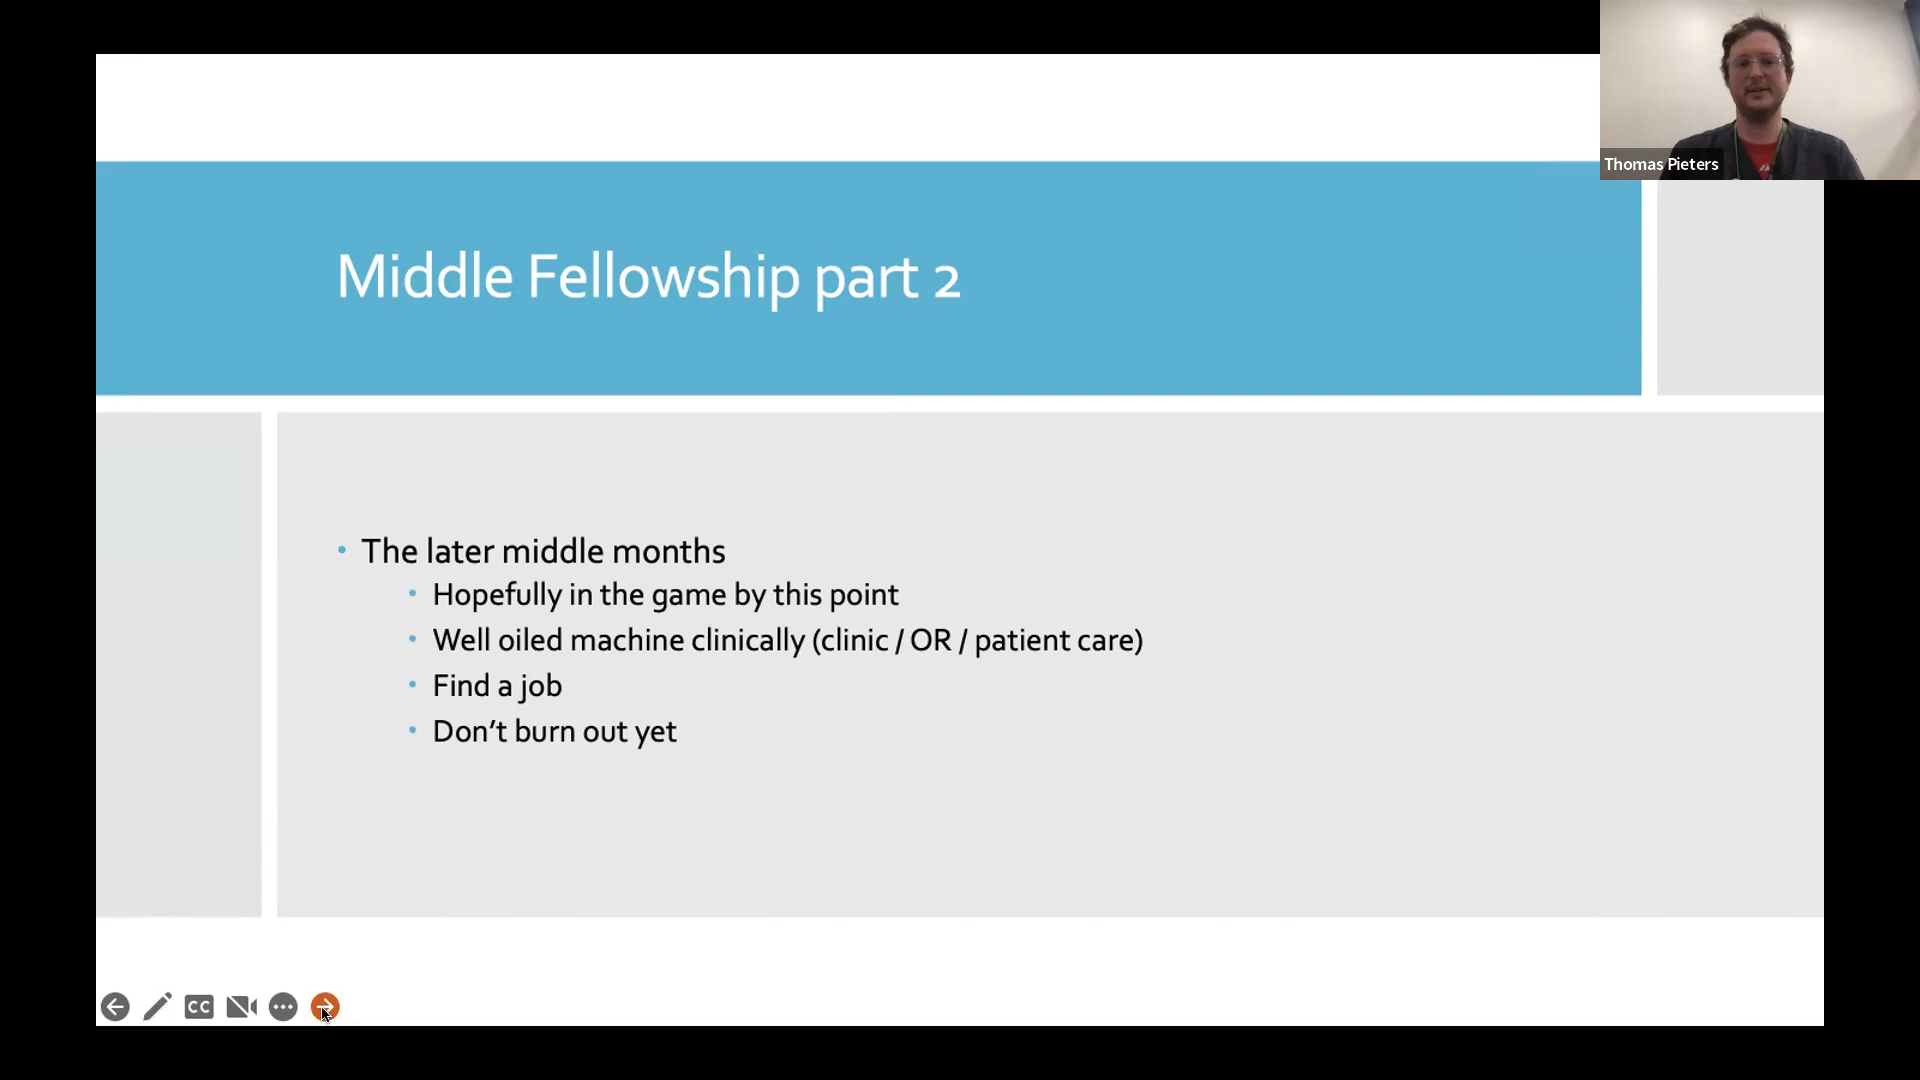 Thomas Pieters
Middle Fellowship part 2
• The later middle months
• Hopefully in the game by this point
• Well oiled machine clinically (clinic / OR / patient care)
• Find a job
• Don’t burn out yet
CC